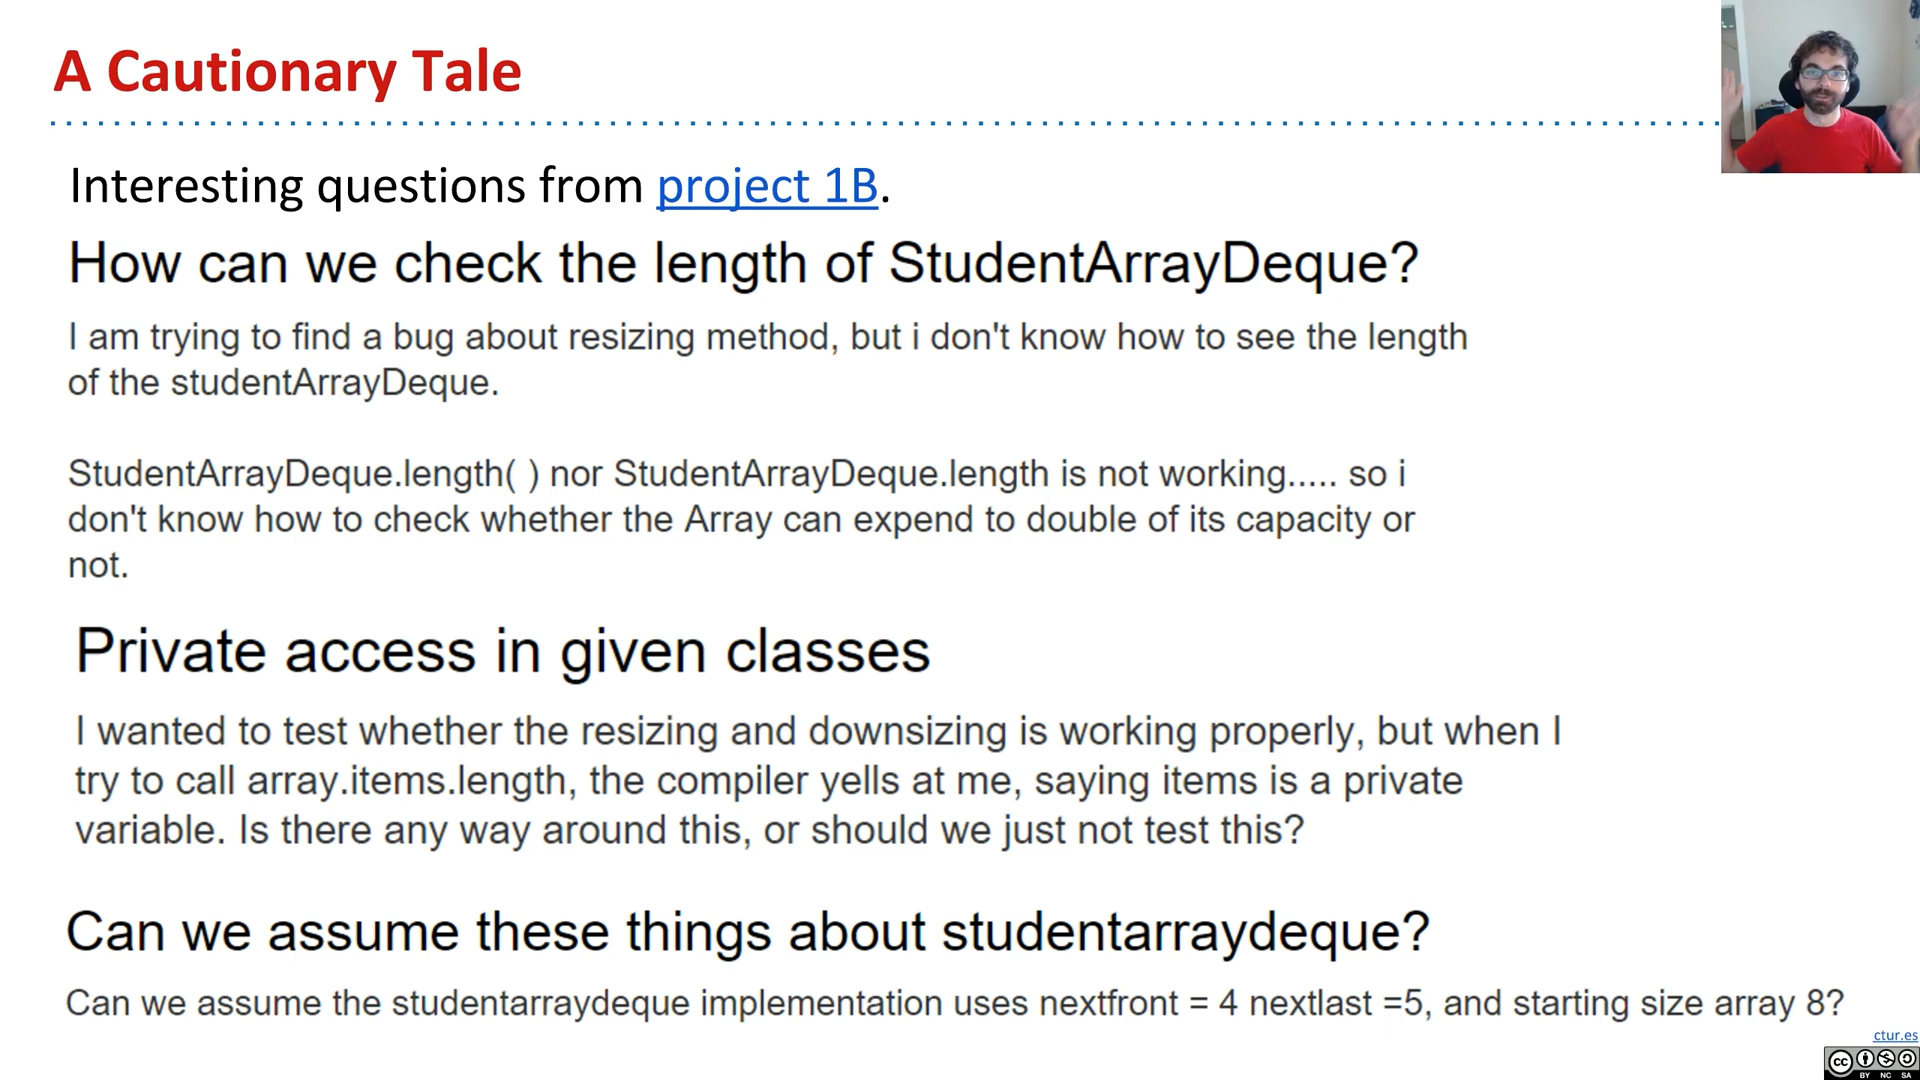 A Cautionary Tale
Interesting questions from project 1B.
How can we check the length of StudentArrayDeque?
I am trying to find a bug about resizing method, but i don't know how to see the length
of the studentArrayDeque.
StudentArrayDeque.length( ) nor StudentArrayDeque.length is not working..... so i
don't know how to check whether the Array can expend to double of its capacity or
not.
Private access in given classes
I wanted to test whether the resizing and downsizing is working properly, but when I
try to call array.items.length, the compiler yells at me, saying items is a private
variable. Is there any way around this, or should we just not test this?
Can we assume these things about studentarraydeque?
Can we assume the studentarraydeque implementation uses nextfront = 4 nextlast =5, and starting size array 8?
ctur.es
cc
BY NC SA